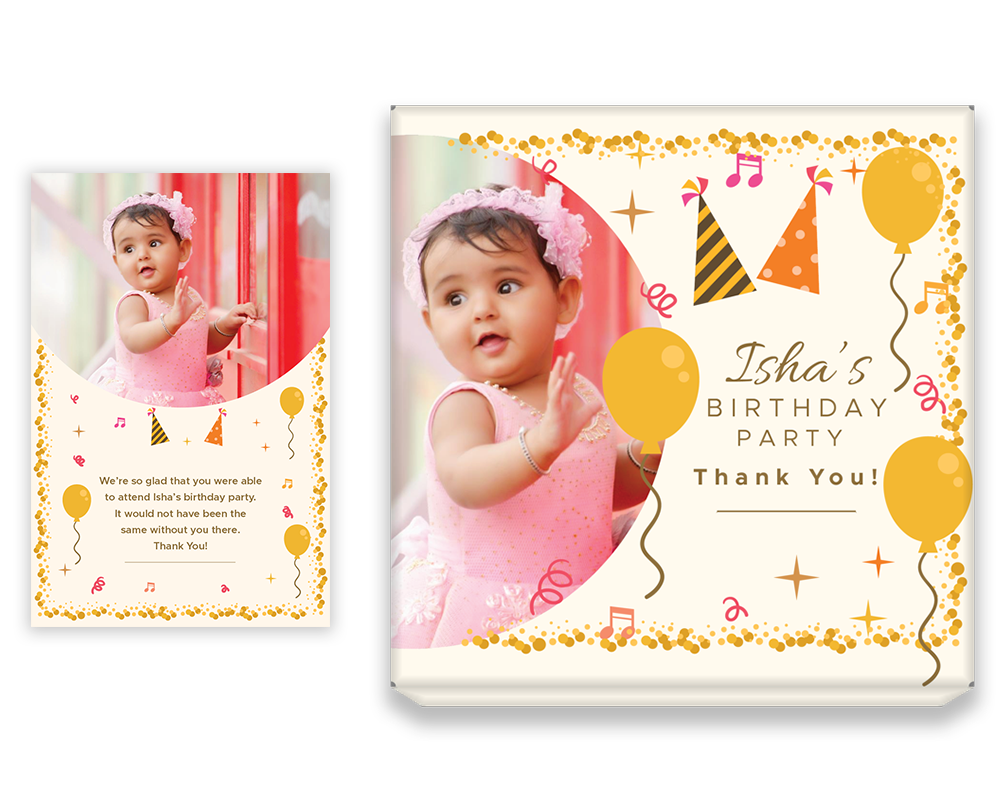 We're so glad that you were able
to attend Isha's birthday party.
It would not have been the
same without you there.
Thank You!
Isha's
BIRTHDAY
PARTY
Thank You!